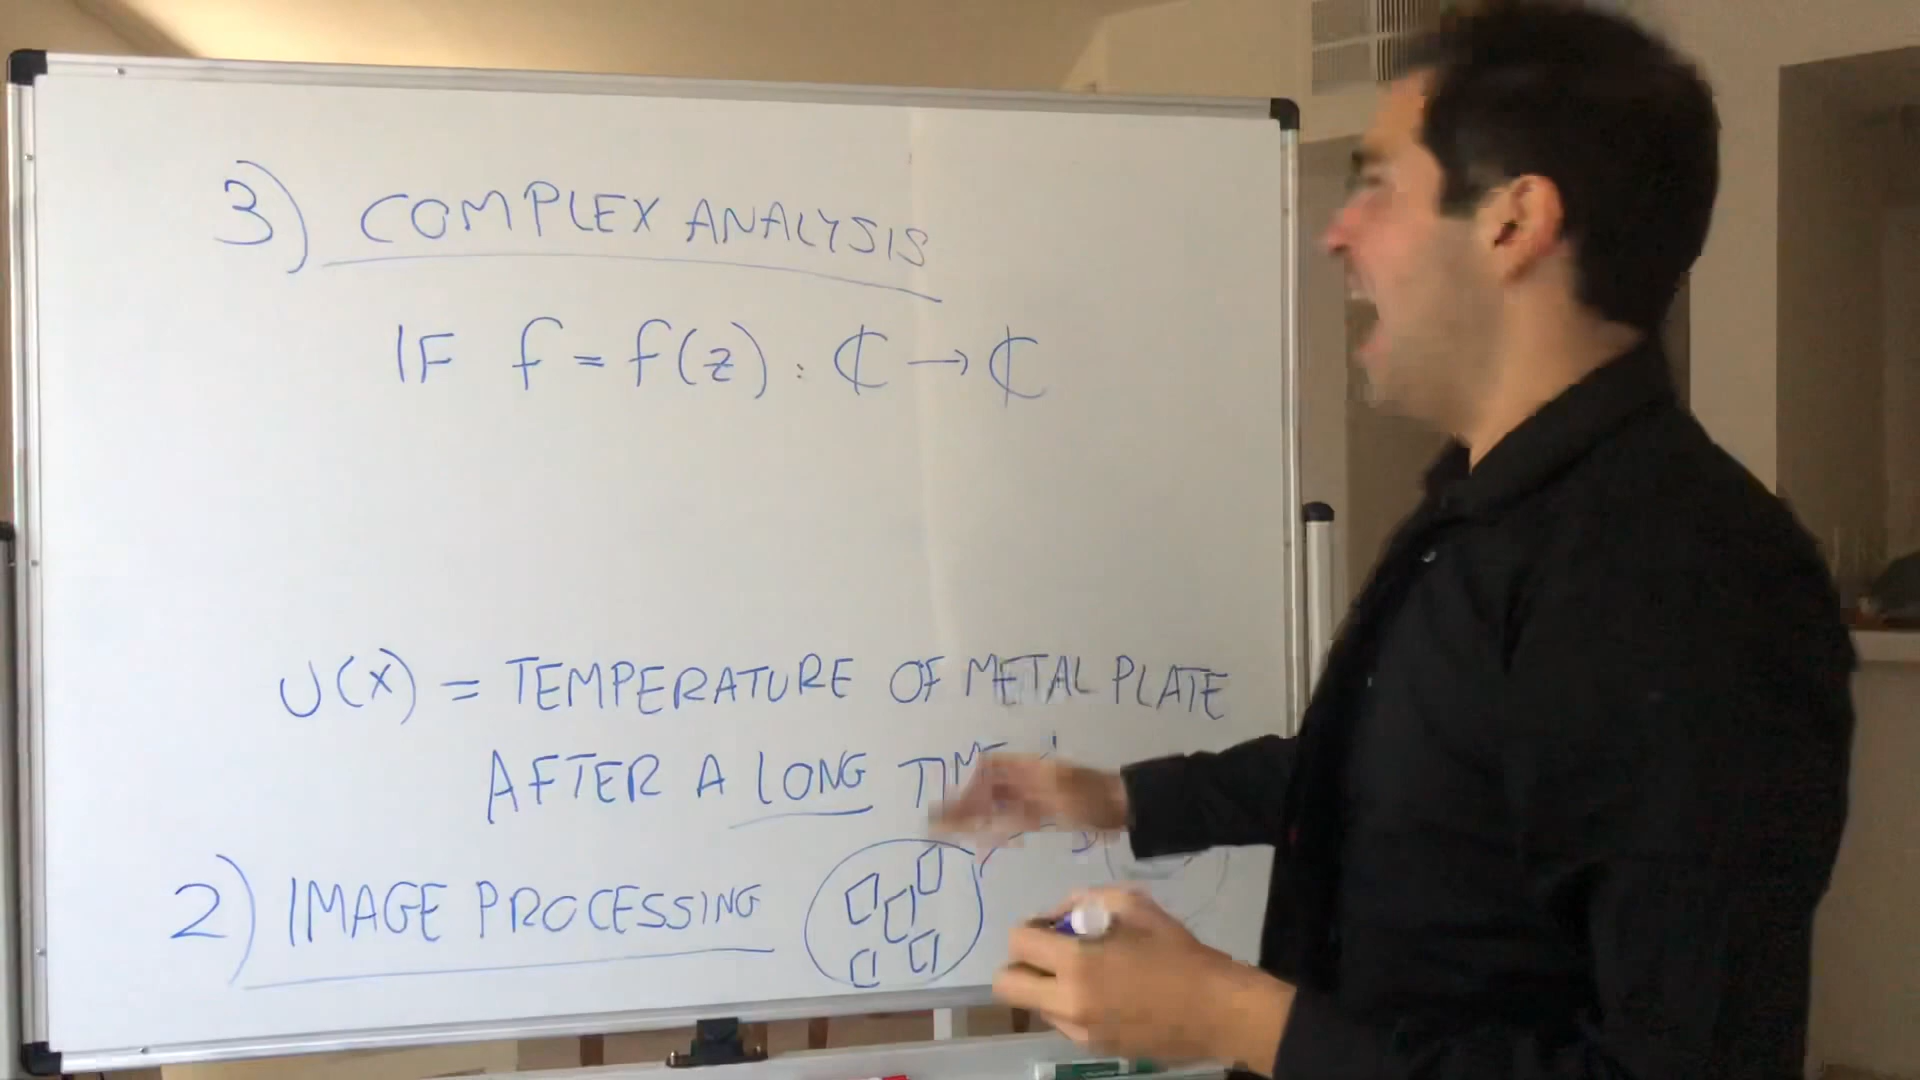 3) COMPLEX ANALYSIS
IF f = f(z) : ℂ → ℂ
U(X) = TEMPERATURE OF METAL PLATE
AFTER A LONG TIME
2) IMAGE PROCESSING